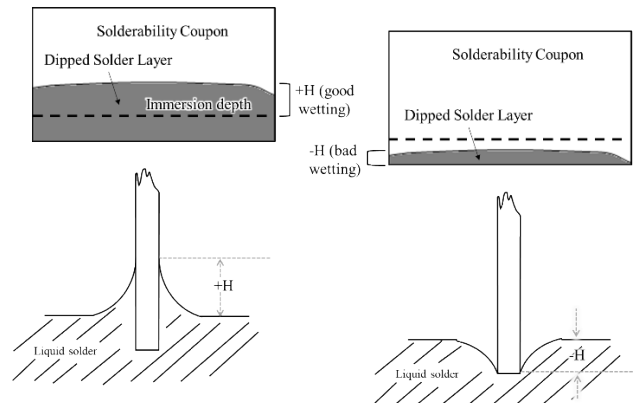 Solderability Coupon
Dipped Solder Layer
Immersion depth
+H (good
wetting)
Solderability Coupon
Dipped Solder Layer
-H (bad
wetting)
+H
Liquid solder
-H
Liquid solder